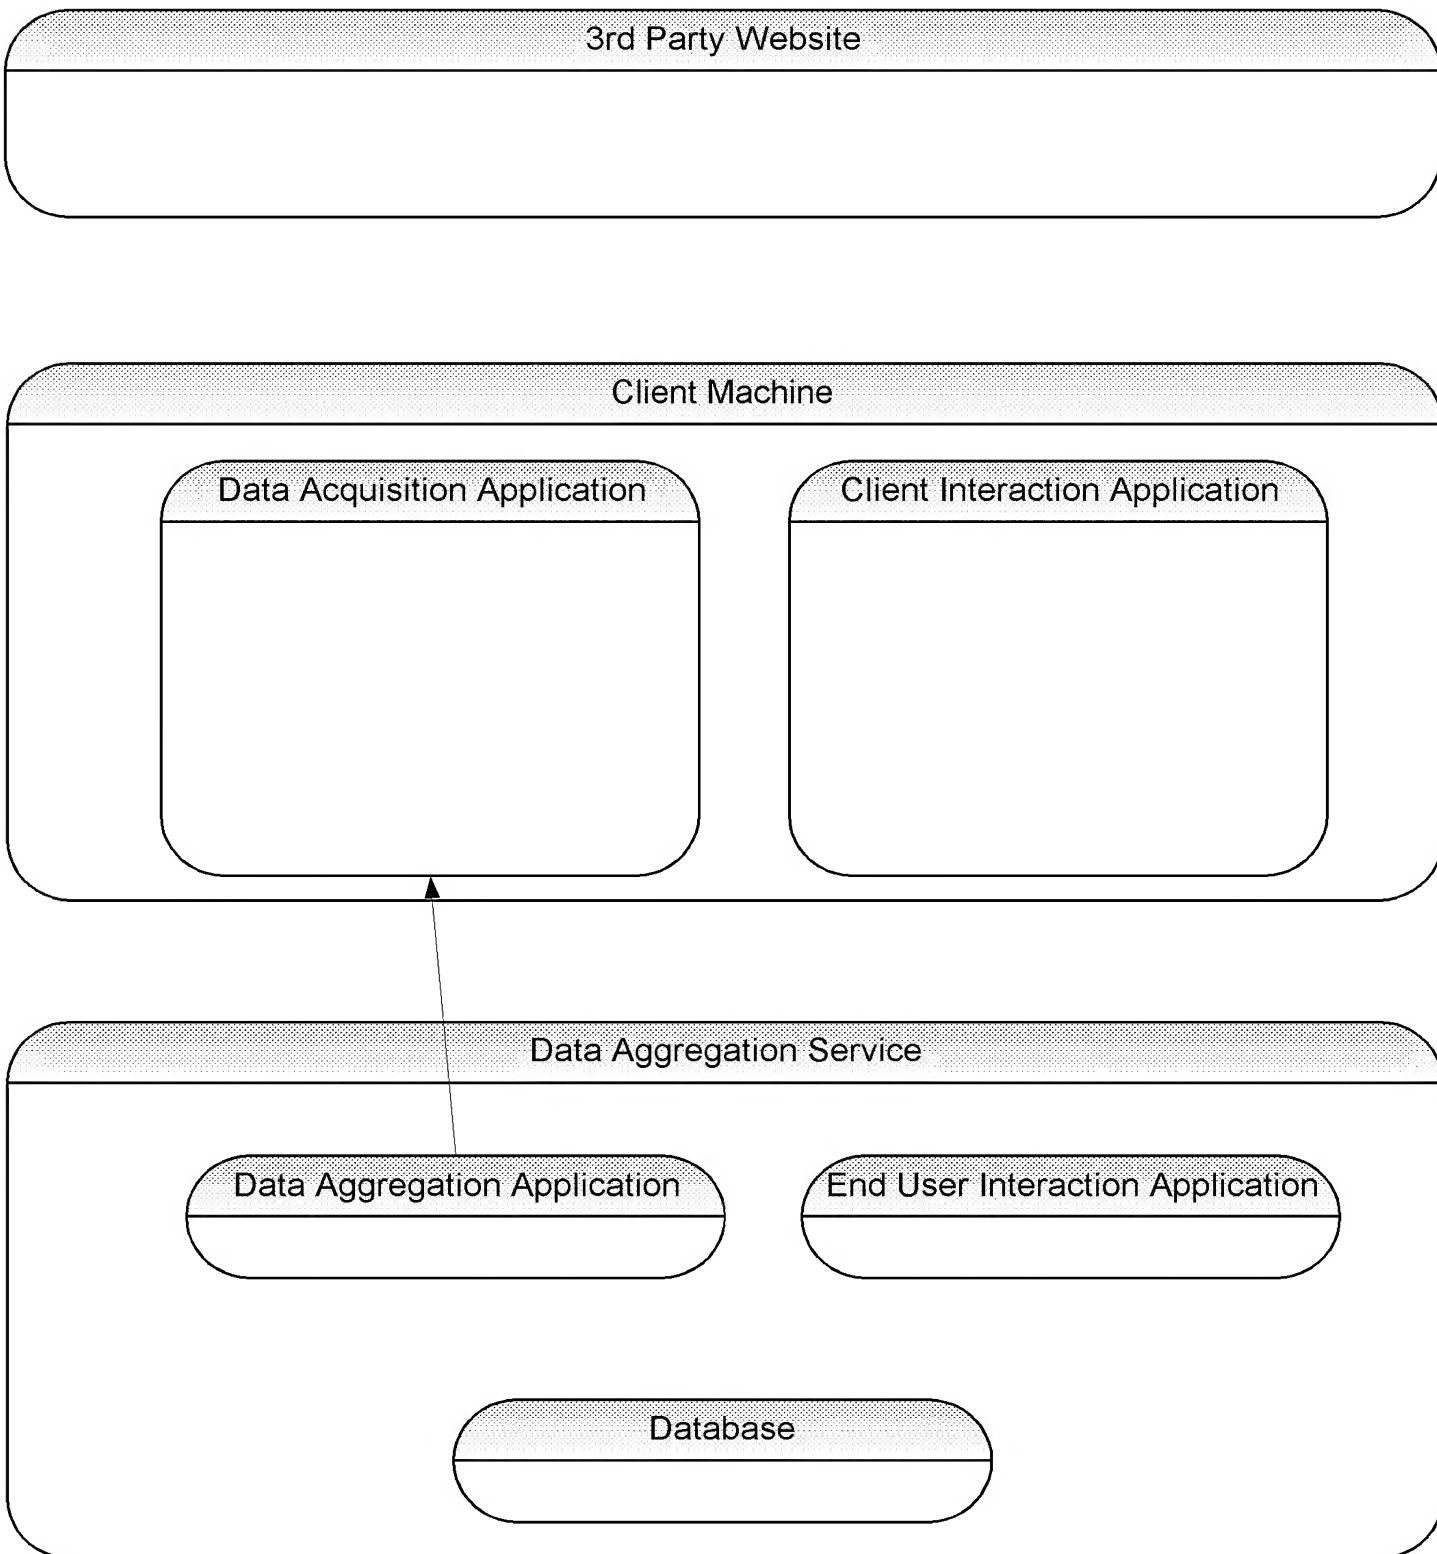 3rd Party Website
Client Machine
Data Acquisition Application
Client Interaction Application
Data Aggregation Service
Data Aggregation Application
End User Interaction Application
Database